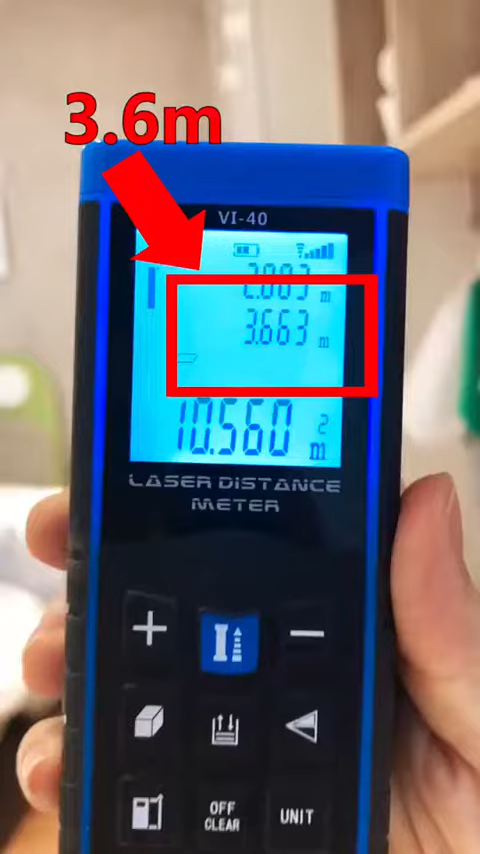 3.6m
VI-40
2.883 m
3.663 m
10.560 m2
LASER DISTANCE
METER
OFF
CLEAR
UNIT